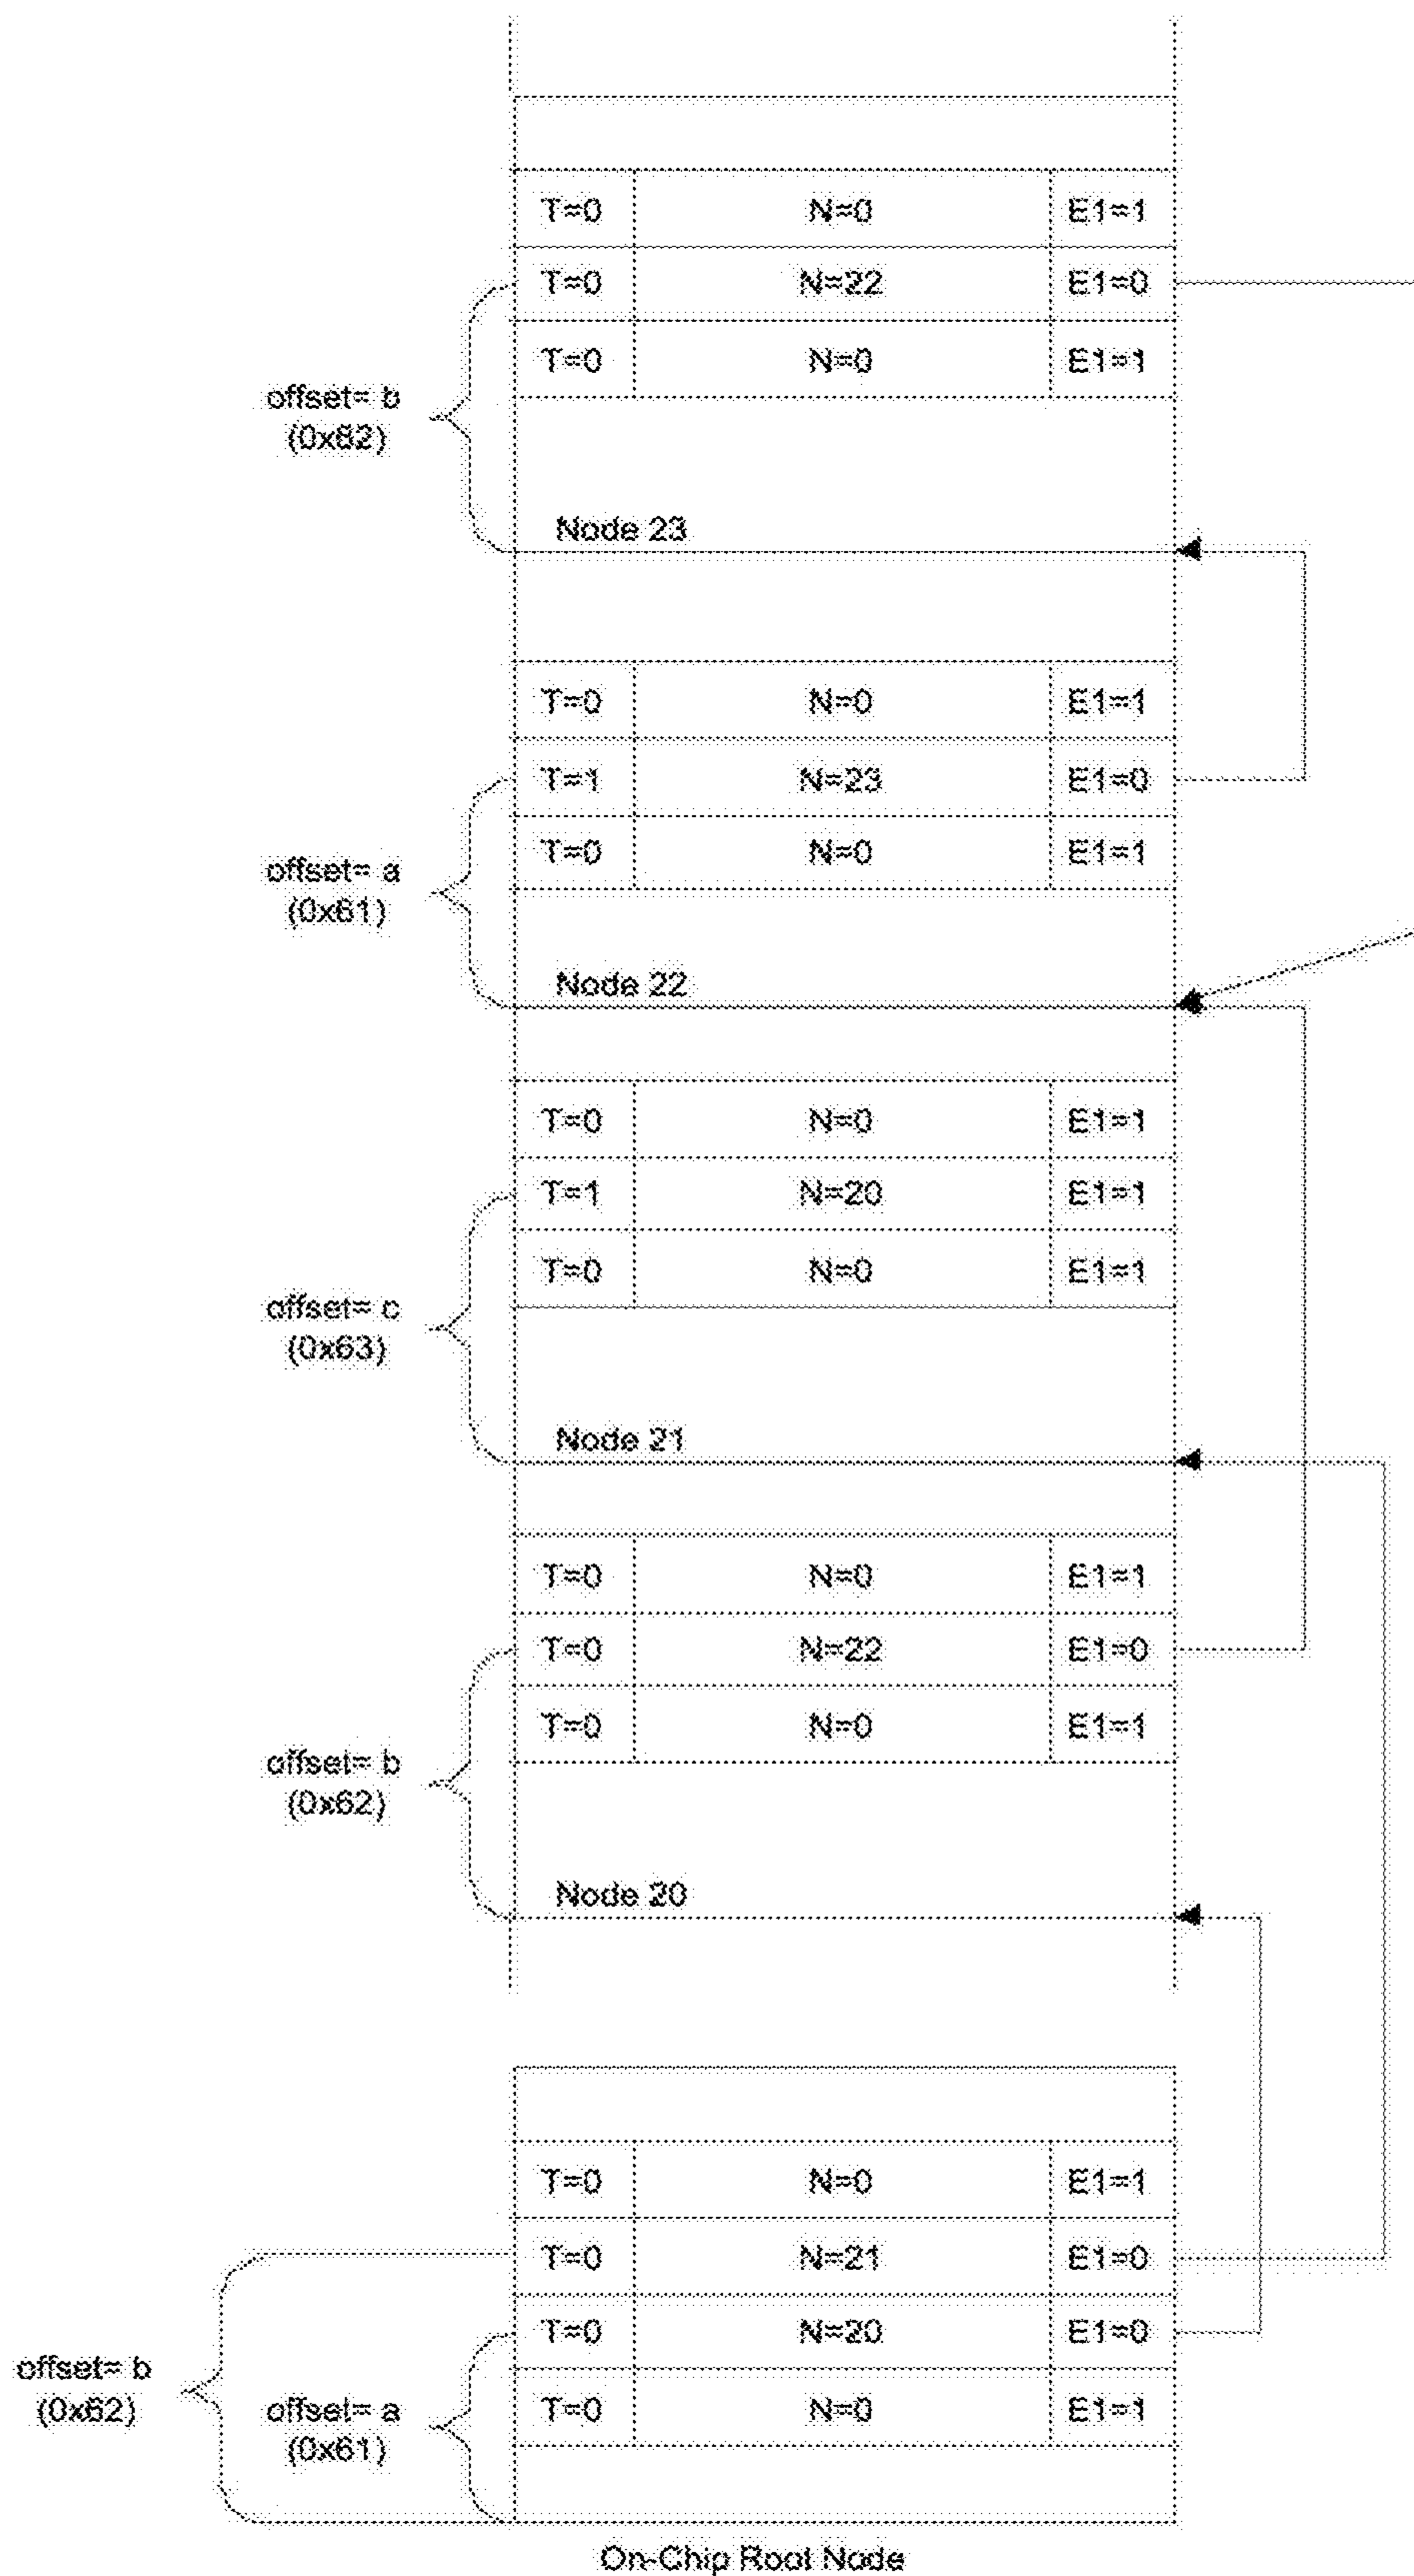 T=0 N=0 E1=1
T=0 N=22 E1=0
T=0 N=0 E1=1
offset= b
(0x62)
Node 23
T=0 N=0 E1=1
T=1 N=23 E1=0
T=0 N=0 E1=1
offset= a
(0x61)
Node 22
T=0 N=0 E1=1
T=1 N=20 E1=1
T=0 N=0 E1=1
offset= c
(0x63)
Node 21
T=0 N=0 E1=1
T=0 N=22 E1=0
T=0 N=0 E1=1
offset= b
(0x62)
Node 20
T=0 N=0 E1=1
T=0 N=21 E1=0
T=0 N=20 E1=0
T=0 N=0 E1=1
offset= b
(0x62)
offset= a
(0x61)
On-Chip Root Node